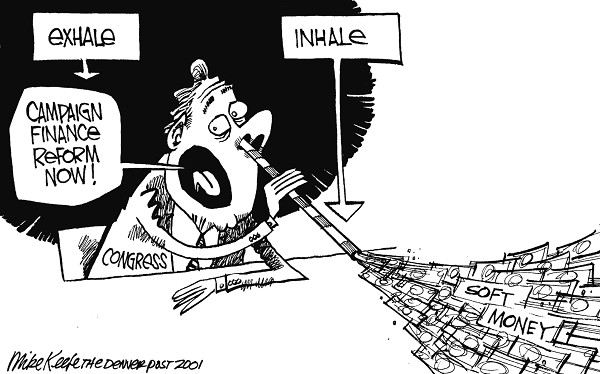 EXHALE
INHALE
CAMPAIGN
FINANCE
REFORM
NOW!
CONGRESS
SOFT
MONEY
Mike Keefe THE DENVER POST 2001